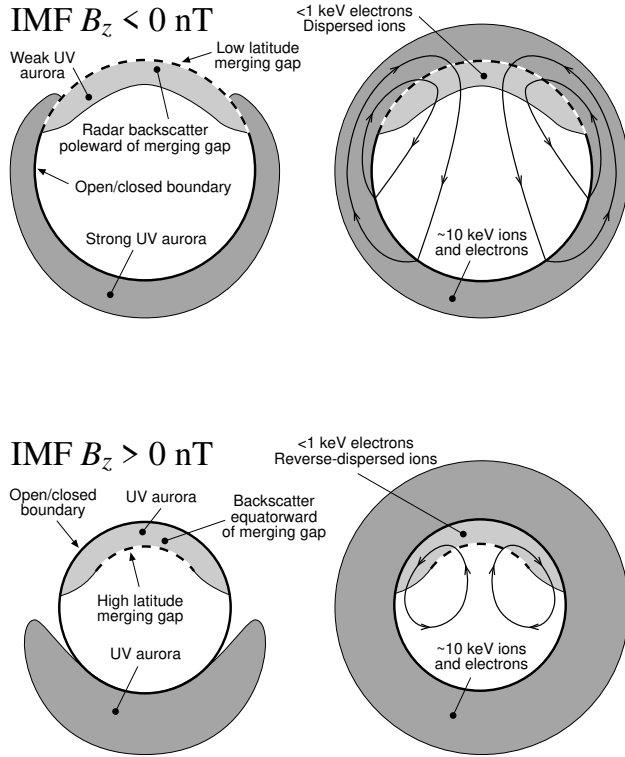 IMF Bz < 0 nT
Weak UV
aurora
Low latitude
merging gap
Radar backscatter
poleward of merging gap
Open/closed boundary
Strong UV aurora
<1 keV electrons
Dispersed ions
~10 keV ions
and electrons
IMF Bz > 0 nT
Open/closed
boundary
UV aurora
Backscatter
equatorward
of merging gap
High latitude
merging gap
UV aurora
<1 keV electrons
Reverse-dispersed ions
~10 keV ions
and electrons